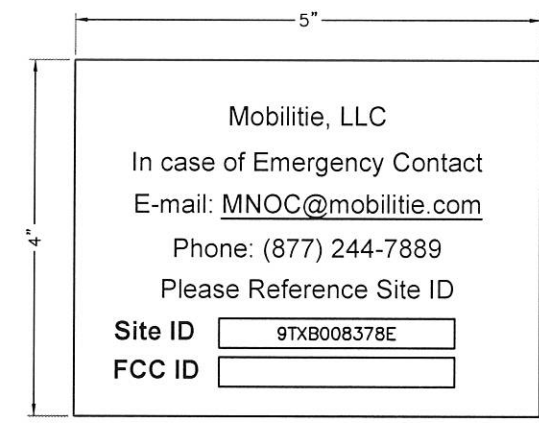 5"
4"
Mobilitie, LLC
In case of Emergency Contact
E-mail: MNOC@mobilitie.com
Phone: (877) 244-7889
Please Reference Site ID
Site ID 9TXB008378E
FCC ID